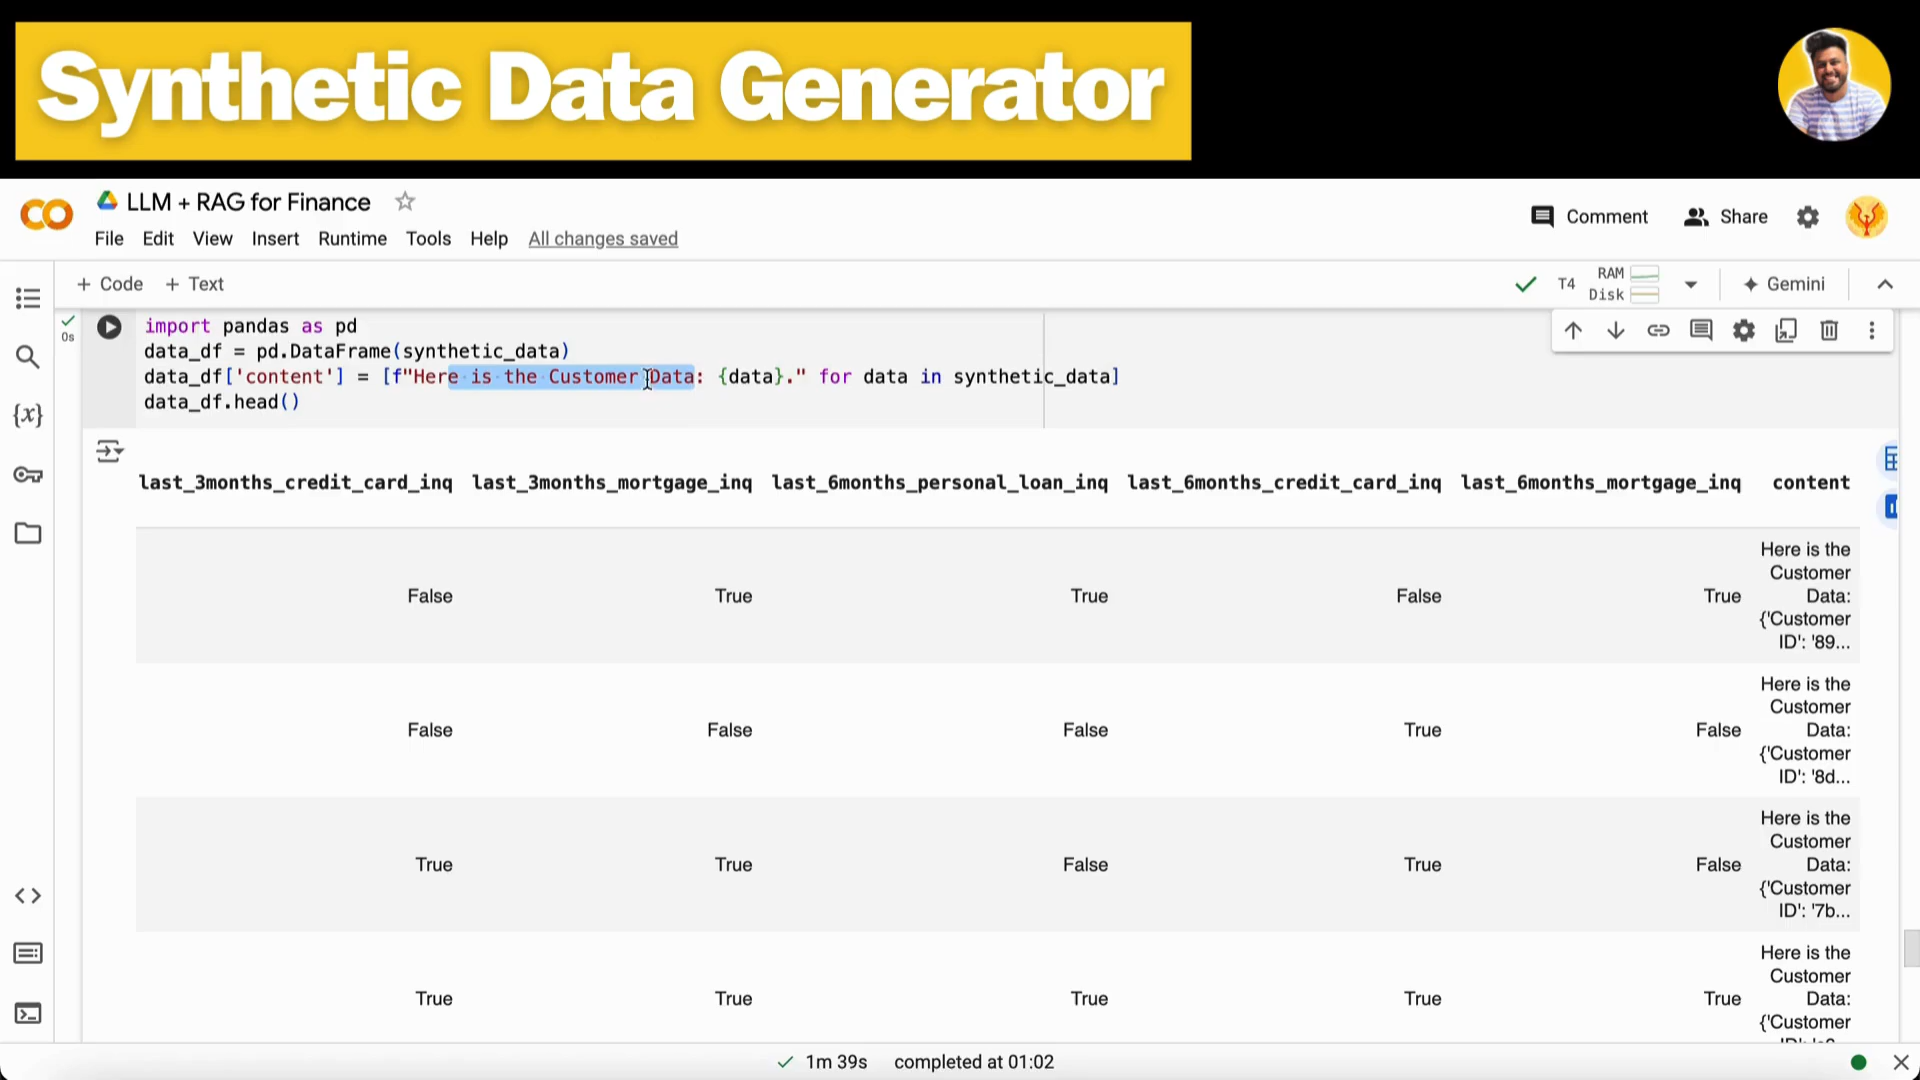 Synthetic Data Generator
LLM + RAG for Finance
Comment Share
File Edit View Insert Runtime Tools Help All changes saved
+ Code + Text
T4 RAM Disk Gemini
0s
import pandas as pd
data_df = pd.DataFrame(synthetic_data)
data_df['content'] = [f"Here is the Customer Data: {data}." for data in synthetic_data]
data_df.head()
{x}
last_3months_credit_card_inq last_3months_mortgage_inq last_6months_personal_loan_inq last_6months_credit_card_inq last_6months_mortgage_inq content
False True True False True Here is the
Customer
Data:
{'Customer
ID': '89...
False False False True False Here is the
Customer
Data:
{'Customer
ID': '8d...
True True False True False Here is the
Customer
Data:
{'Customer
ID': '7b...
True True True True True Here is the
Customer
Data:
{'Customer
1m 39s completed at 01:02